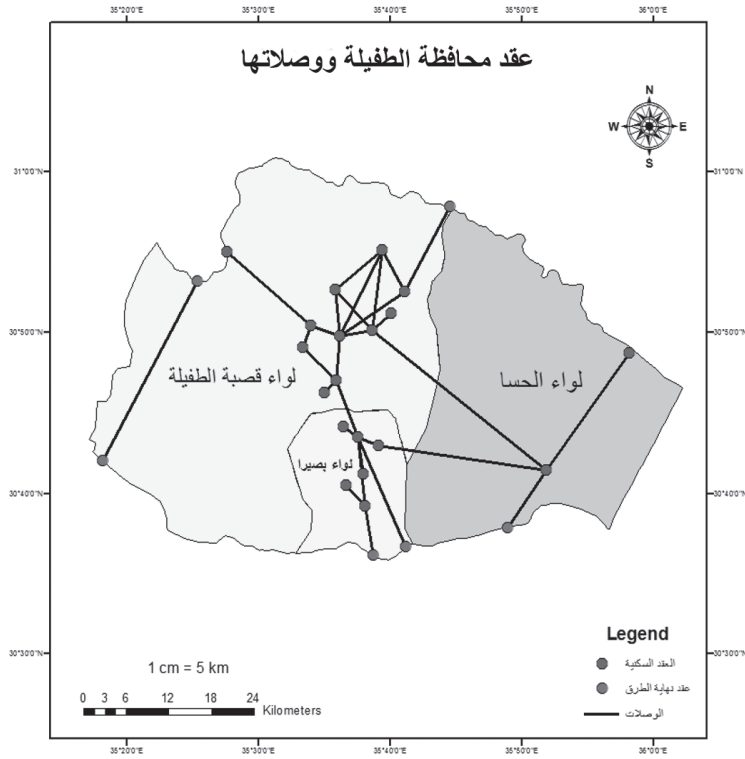 35°20'0"E 35°30'0"E 35°40'0"E 35°50'0"E 36°0'0"E
عقد محافظة الطفيلة ووصلاتها
N
W E
S
31°0'0"N 31°0'0"N
30°50'0"N 30°50'0"N
لواء قصبة الطفيلة لواء الحسا
لواء بصيرا
30°40'0"N 30°40'0"N
Legend
30°30'0"N 30°30'0"N
العقد السكنية
1 cm = 5 km
عقد نهاية الطرق
0 3 6 12 18 24
Kilometers
الوصلات
35°20'0"E 35°30'0"E 35°40'0"E 35°50'0"E 36°0'0"E